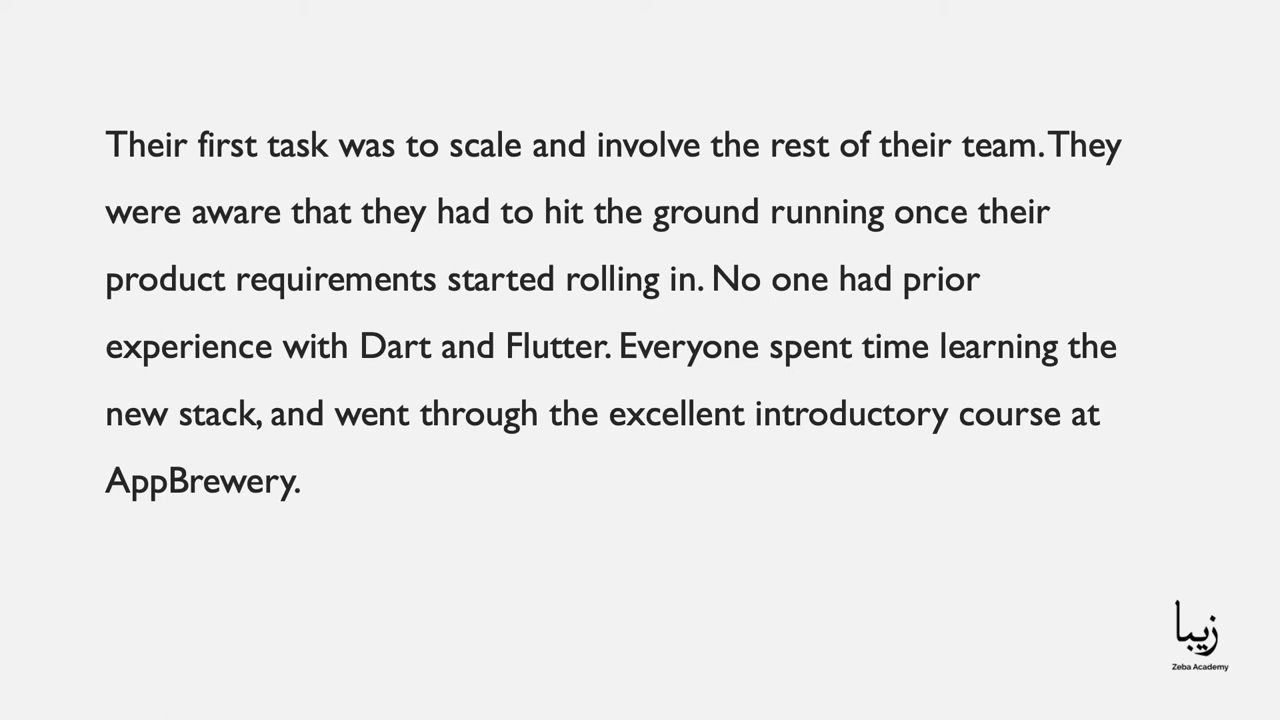 Their first task was to scale and involve the rest of their team. They
were aware that they had to hit the ground running once their
product requirements started rolling in. No one had prior
experience with Dart and Flutter. Everyone spent time learning the
new stack, and went through the excellent introductory course at
AppBrewery.
زیبا
Zeba Academy